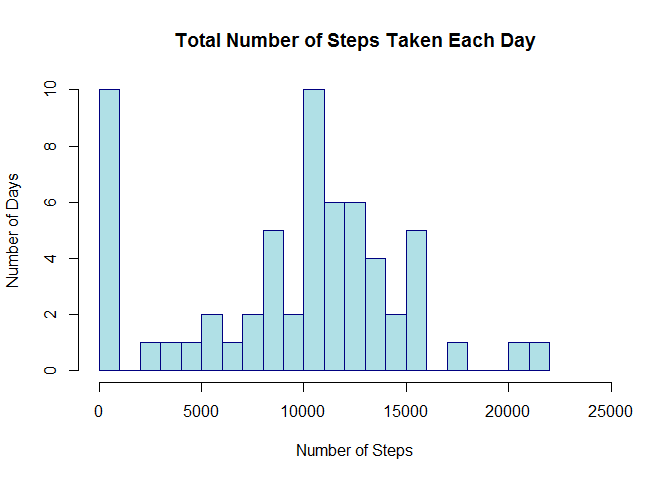 Total Number of Steps Taken Each Day
Number of Days
10
8
6
4
2
0
0 5000 10000 15000 20000 25000
Number of Steps